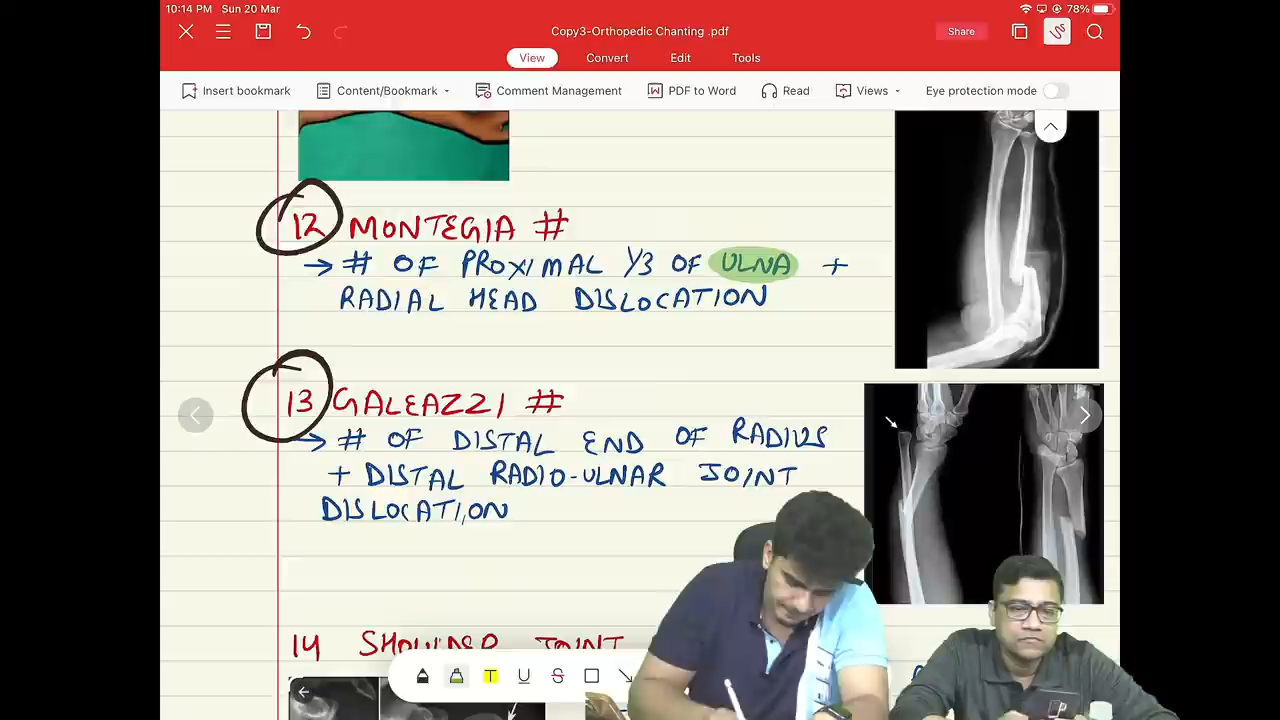 10:14 PM Sun 20 Mar 78%
Copy3-Orthopedic Chanting .pdf
Share
View Convert Edit Tools
Insert bookmark Content/Bookmark Comment Management PDF to Word Read Views Eye protection mode
12 MONTEGIA #
→ # OF PROXIMAL 1/3 OF ULNA +
RADIAL HEAD DISLOCATION
13 GALEAZZI #
→ # OF DISTAL END OF RADIUS
+ DISTAL RADIO-ULNAR JOINT
DISLOCATION
14 SHOULDER JOINT